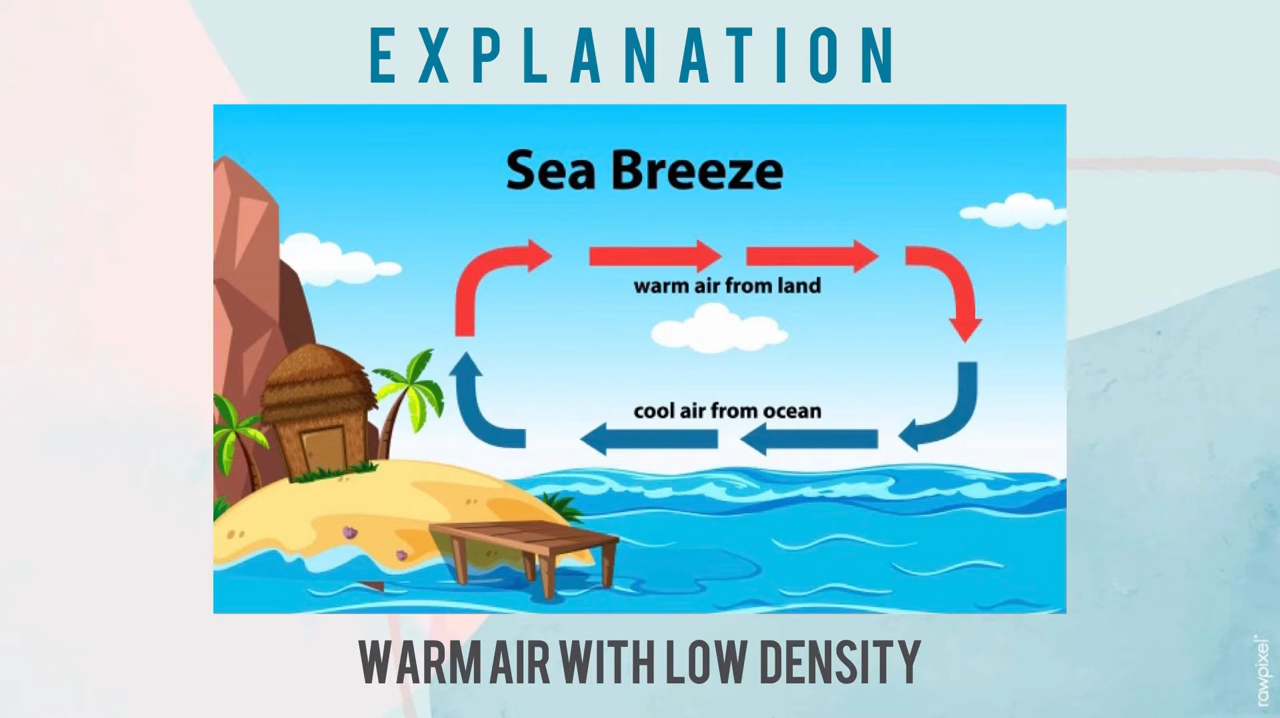 EXPLANATION
Sea Breeze
warm air from land
cool air from ocean
WARM AIR WITH LOW DENSITY
rawpixel